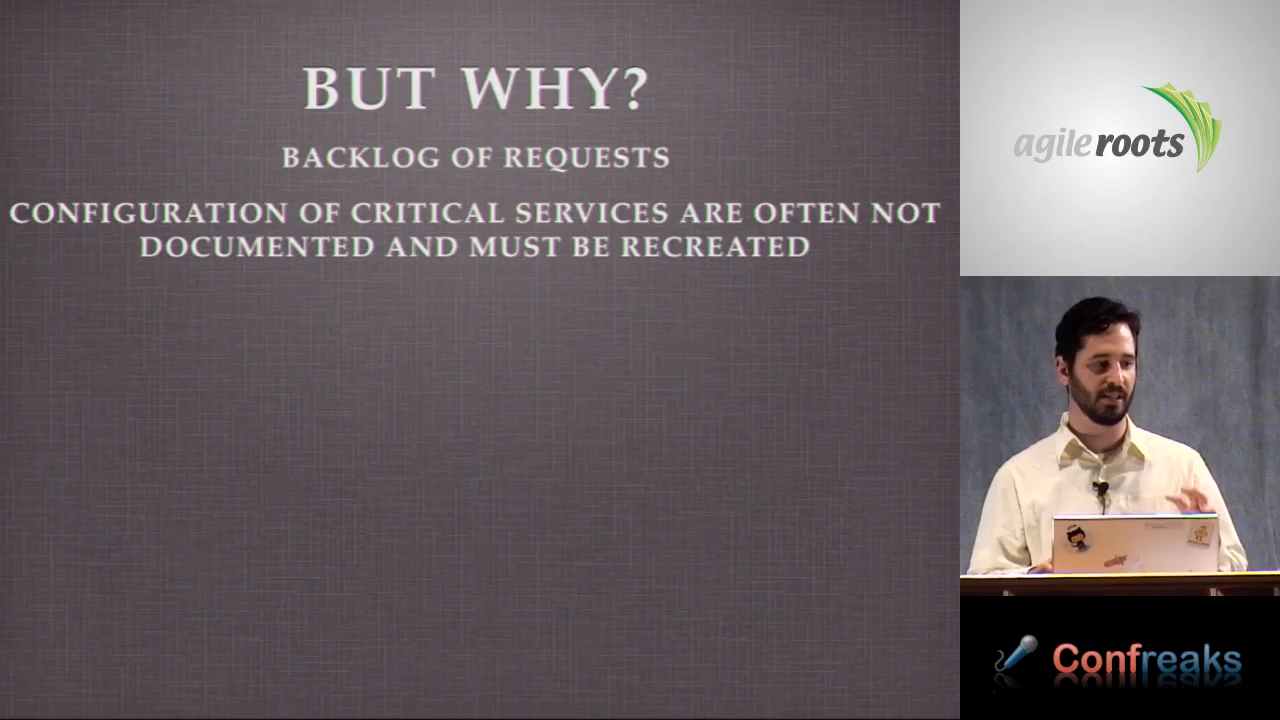 BUT WHY?
BACKLOG OF REQUESTS
CONFIGURATION OF CRITICAL SERVICES ARE OFTEN NOT
DOCUMENTED AND MUST BE RECREATED
agile roots
Confreaks